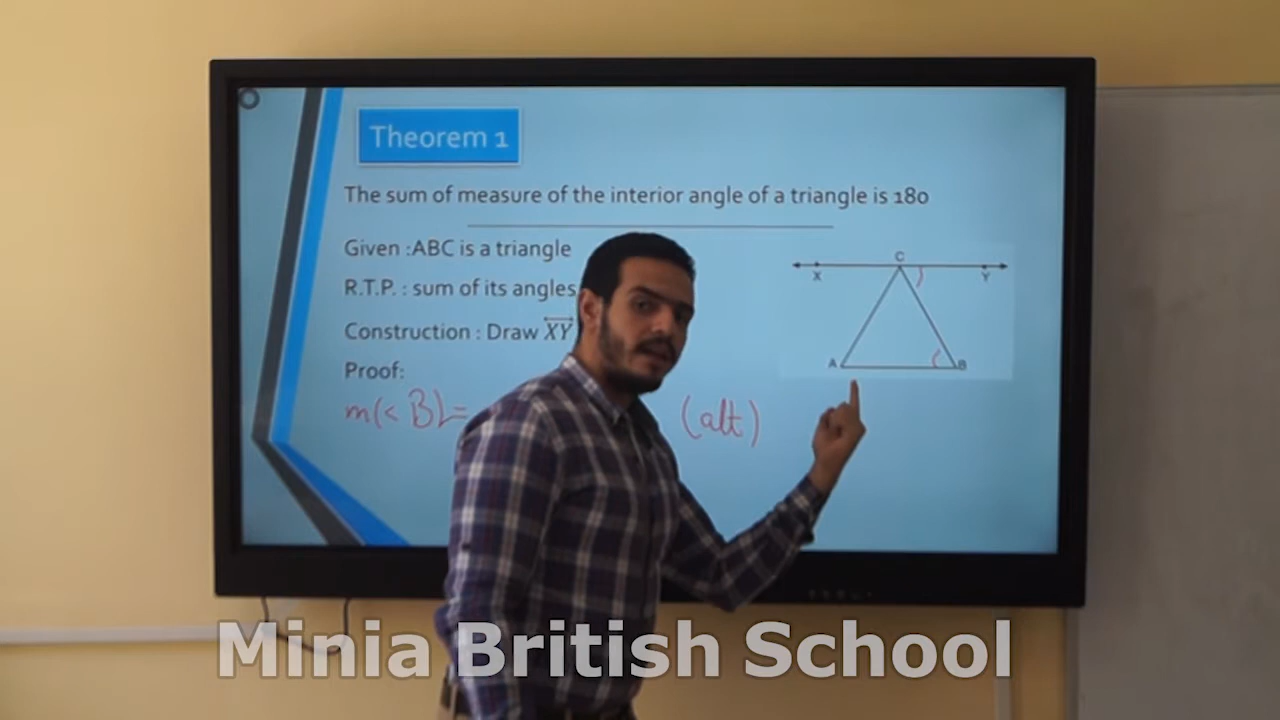 Theorem 1
The sum of measure of the interior angle of a triangle is 180
Given :ABC is a triangle
R.T.P. : sum of its angles
Construction : Draw XY
Proof:
m(< B)= (alt)
C
X Y
A B
Minia British School